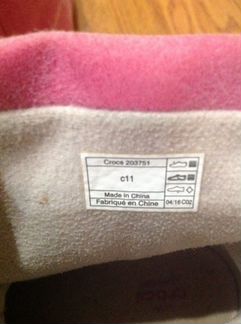 Crocs 203751
c11
Made in China
Fabriqué en Chine
04/16 C02